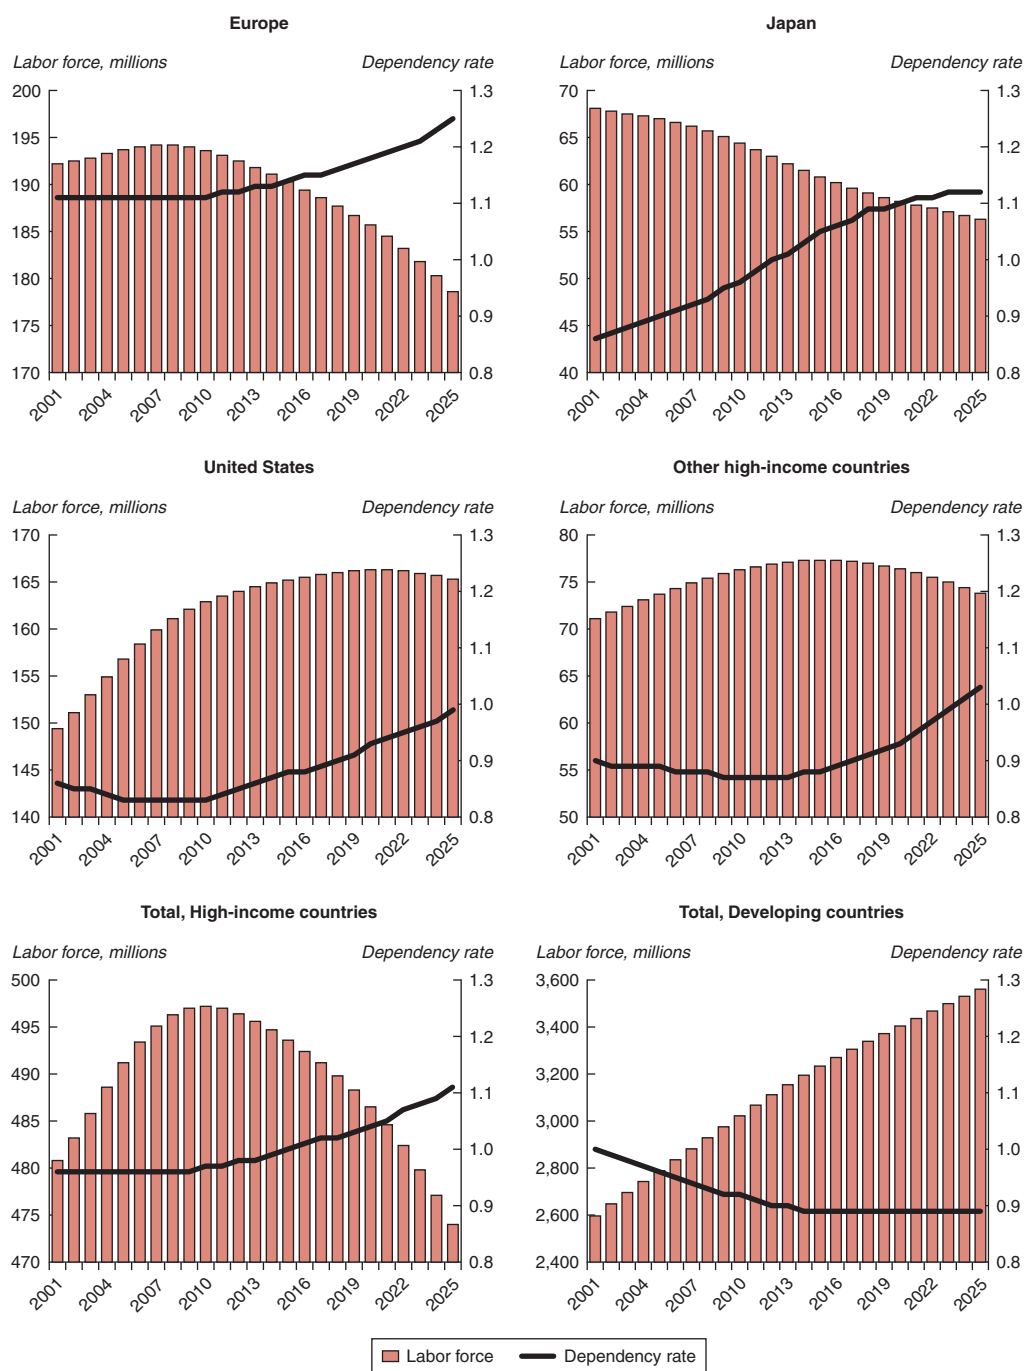 Europe
Labor force, millions Dependency rate
200 1.3
195 1.2
190 1.1
185
180 1.0
175 0.9
170 0.8
2001 2004 2007 2010 2013 2016 2019 2022 2025
Japan
Labor force, millions Dependency rate
70 1.3
65 1.2
60 1.1
55
50 1.0
45 0.9
40 0.8
2001 2004 2007 2010 2013 2016 2019 2022 2025
United States
Labor force, millions Dependency rate
170 1.3
165 1.2
160 1.1
155
150 1.0
145 0.9
140 0.8
2001 2004 2007 2010 2013 2016 2019 2022 2025
Other high-income countries
Labor force, millions Dependency rate
80 1.3
75 1.2
70 1.1
65
60 1.0
55 0.9
50 0.8
2001 2004 2007 2010 2013 2016 2019 2022 2025
Total, High-income countries
Labor force, millions Dependency rate
500 1.3
495 1.2
490 1.1
485
480 1.0
475 0.9
470 0.8
2001 2004 2007 2010 2013 2016 2019 2022 2025
Total, Developing countries
Labor force, millions Dependency rate
3,600 1.3
3,400 1.2
3,200 1.1
3,000
2,800 1.0
2,600 0.9
2,400 0.8
2001 2004 2007 2010 2013 2016 2019 2022 2025
Labor force Dependency rate